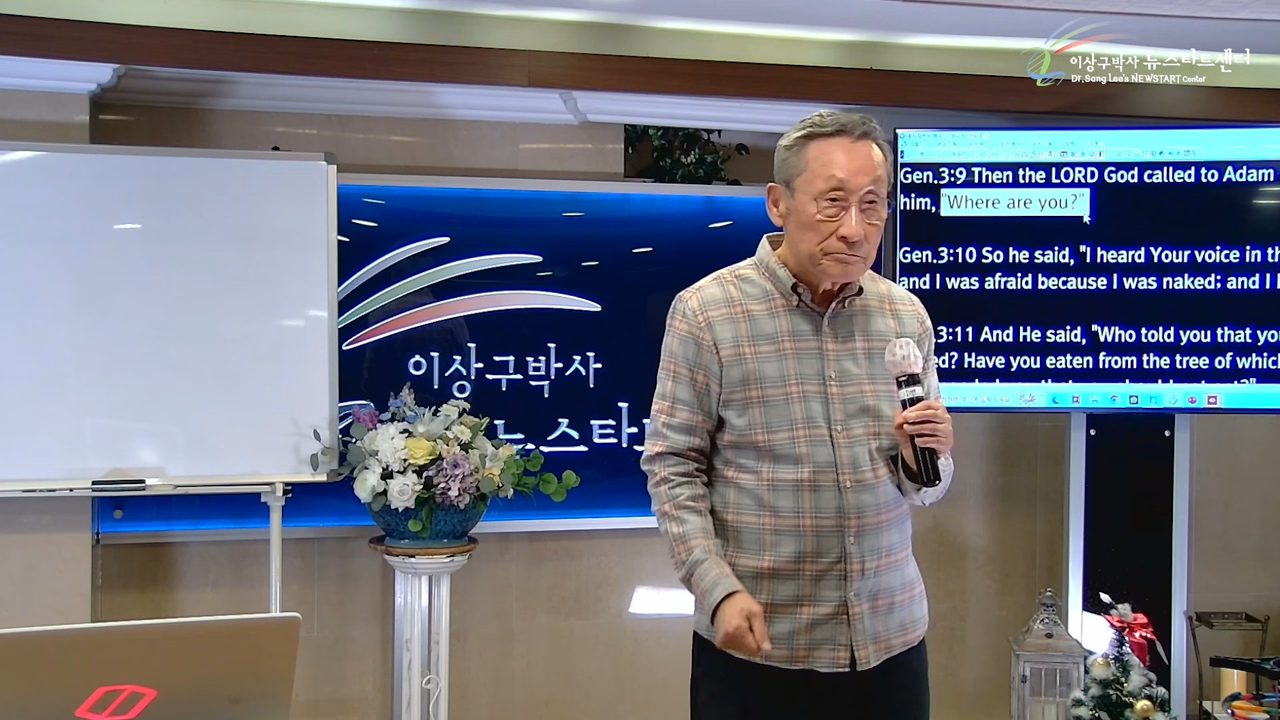 이상구박사 뉴스타트센터
Dr. Sang Lee's NEWSTART Center
Gen.3:9 Then the LORD God called to Adam
him, "Where are you?"
Gen.3:10 So he said, "I heard Your voice in th
and I was afraid because I was naked; and I
3:11 And He said, "Who told you that yo
ed? Have you eaten from the tree of which
이상구박사
뉴스타